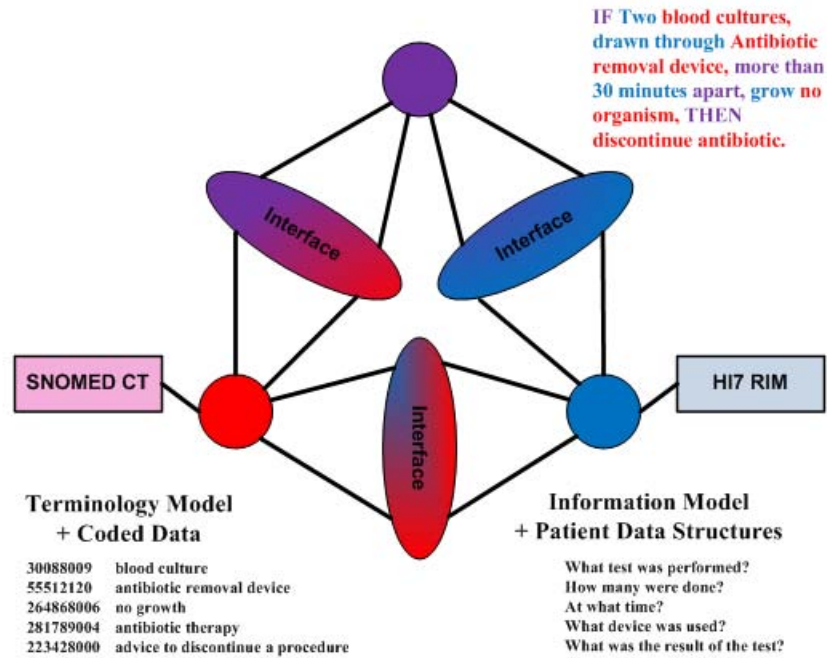 IF Two blood cultures,
drawn through Antibiotic
removal device, more than
30 minutes apart, grow no
organism, THEN
discontinue antibiotic.
Interface
Interface
Interface
SNOMED CT
HI7 RIM
Terminology Model
+ Coded Data
30088009 blood culture
55512120 antibiotic removal device
264868006 no growth
281789004 antibiotic therapy
223428000 advice to discontinue a procedure
Information Model
+ Patient Data Structures
What test was performed?
How many were done?
At what time?
What device was used?
What was the result of the test?